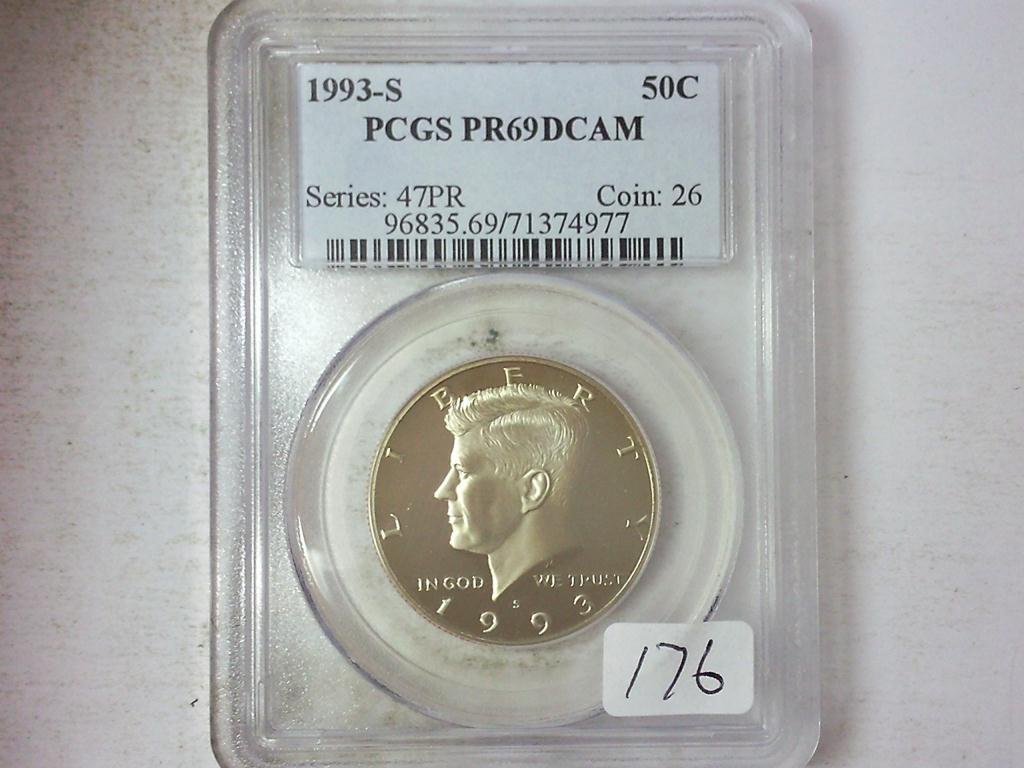 1993-S 50C
PCGS PR69DCAM
Series: 47PR Coin: 26
96835.69/71374977
LIBERTY
IN GOD WE TRUST
S
1993
176